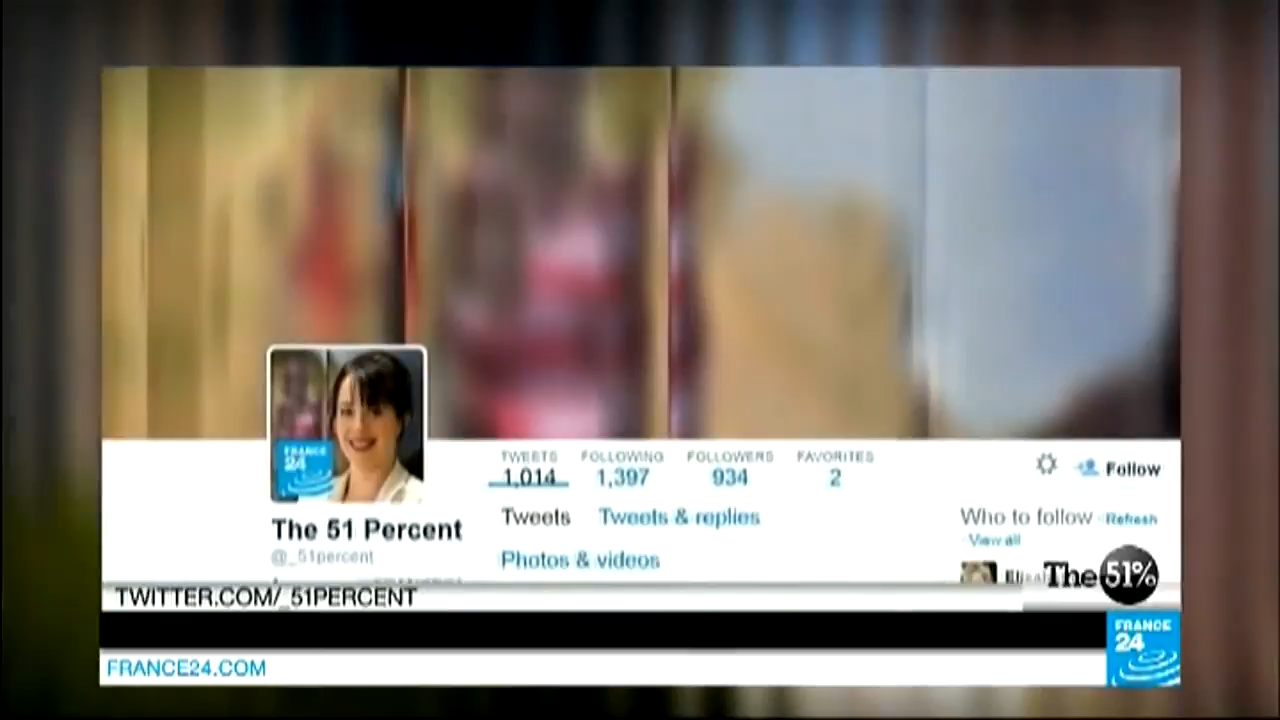 FRANCE
24
TWEETS FOLLOWING FOLLOWERS FAVORITES
1,014 1,397 934 2
Follow
The 51 Percent
@_51percent
Tweets Tweets & replies
Photos & videos
Who to follow · Refresh
· View all
The 51%
TWITTER.COM/_51PERCENT
FRANCE
24
FRANCE24.COM